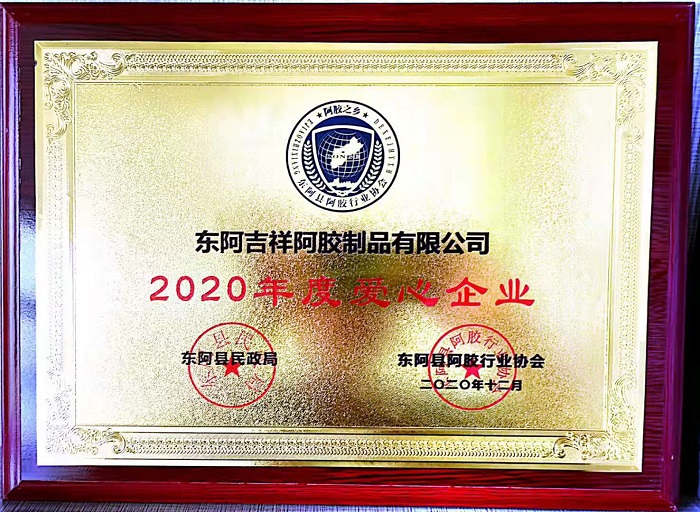 阿胶之乡
东阿县阿胶行业协会
东阿吉祥阿胶制品有限公司
2020年度爱心企业
东阿县民政局
东阿县阿胶行业协会
二〇二〇年十二月